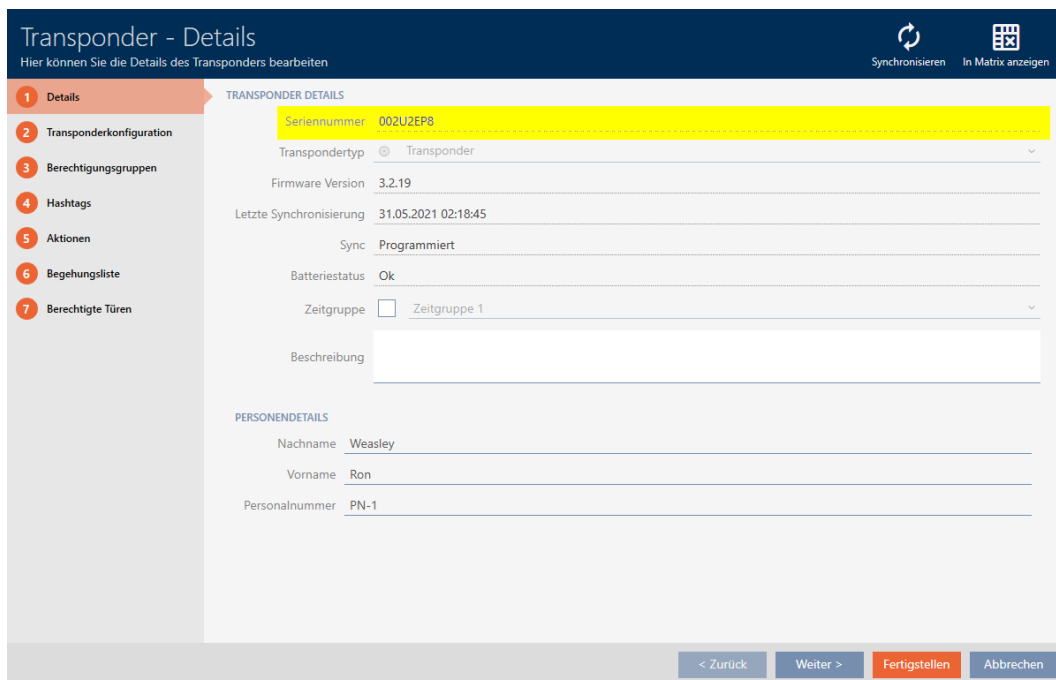 Transponder - Details
Hier können Sie die Details des Transponders bearbeiten
Synchronisieren
In Matrix anzeigen
1 Details
2 Transponderkonfiguration
3 Berechtigungsgruppen
4 Hashtags
5 Aktionen
6 Begehungsliste
7 Berechtigte Türen
TRANSPONDER DETAILS
Seriennummer 002U2EP8
Transpondertyp Transponder
Firmware Version 3.2.19
Letzte Synchronisierung 31.05.2021 02:18:45
Sync Programmiert
Batteriestatus Ok
Zeitgruppe Zeitgruppe 1
Beschreibung
PERSONENDETAILS
Nachname Weasley
Vorname Ron
Personalnummer PN-1
< Zurück
Weiter >
Fertigstellen
Abbrechen